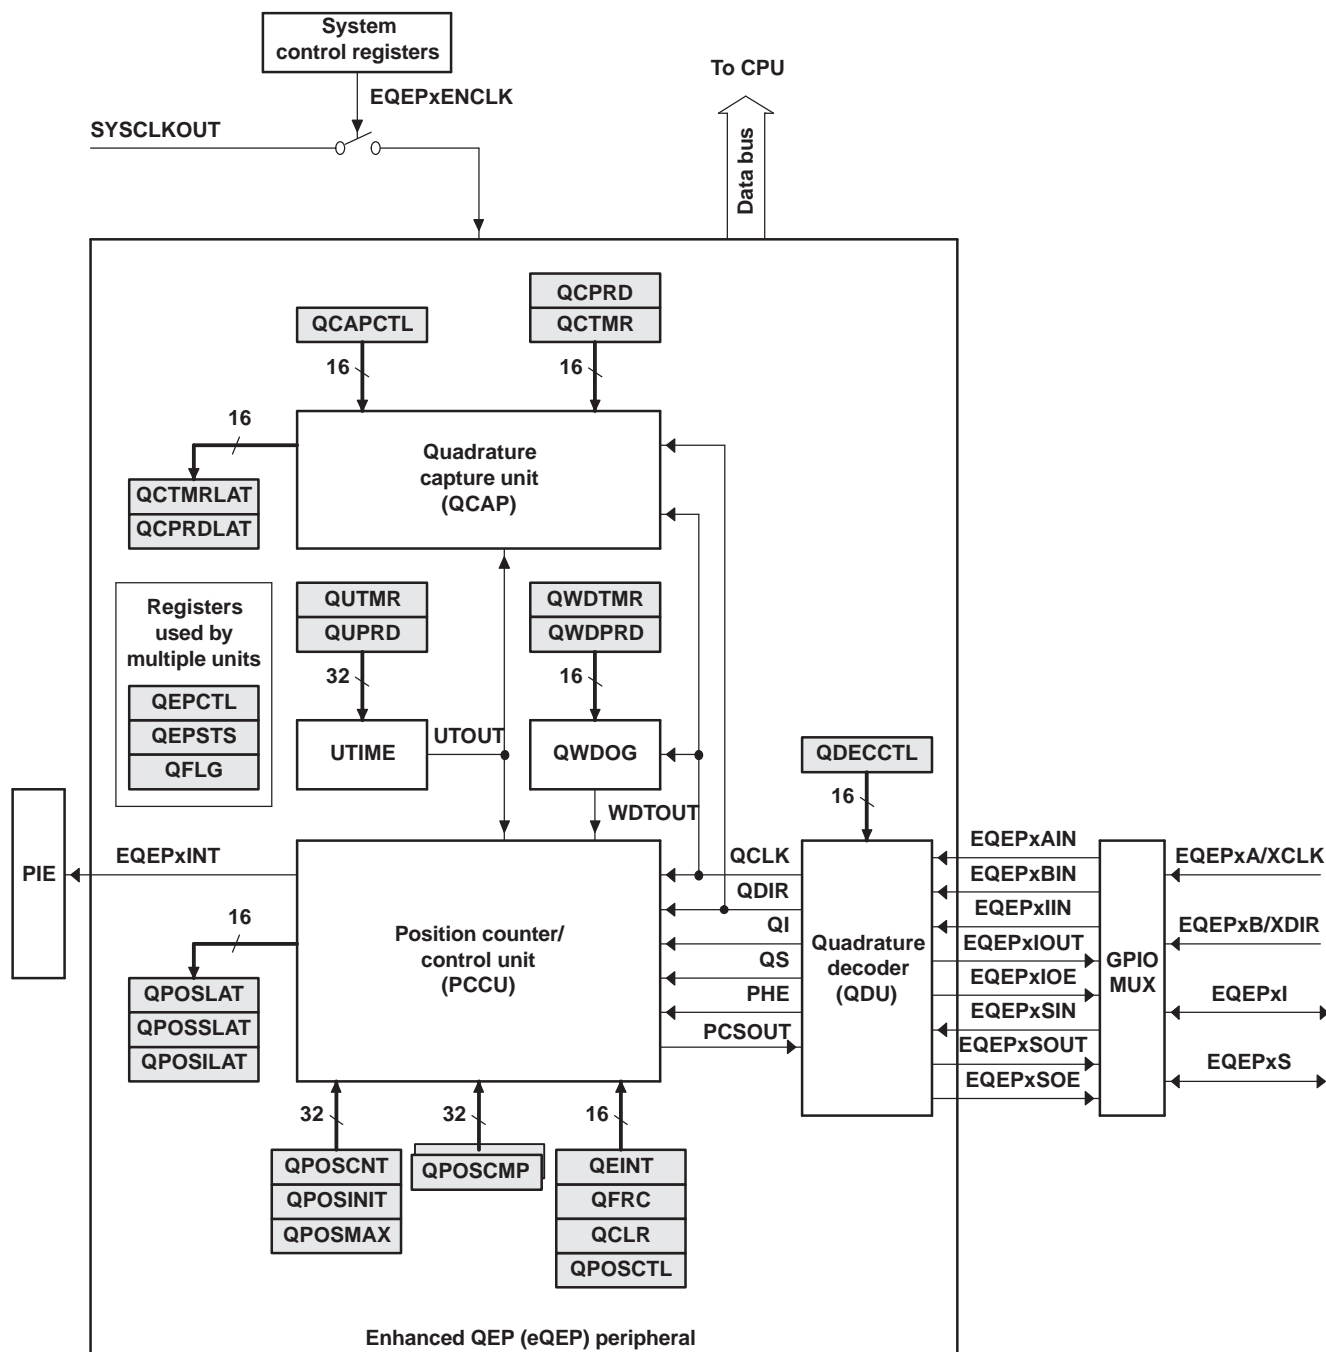 System
control registers
To CPU
EQEPxENCLK
SYSCLKOUT
Data bus
QCPRD
QCAPCTL
QCTMR
16
16
16
Quadrature
capture unit
(QCAP)
QCTMRLAT
QCPRDLAT
Registers
used by
multiple units
QEPCTL
QEPSTS
QFLG
QUTMR
QUPRD
QWDTMR
QWDPRD
32
16
UTIME
UTOUT
QWDOG
QDECCTL
WDTOUT
16
PIE
EQEPxINT
QCLK
QDIR
QI
QS
PHE
PCSOUT
16
Position counter/
control unit
(PCCU)
Quadrature
decoder
(QDU)
EQEPxAIN
EQEPxBIN
EQEPxIIN
EQEPxIOUT
EQEPxIOE
EQEPxSIN
EQEPxSOUT
EQEPxSOE
GPIO
MUX
EQEPxA/XCLK
EQEPxB/XDIR
EQEPxI
EQEPxS
QPOSLAT
QPOSSLAT
QPOSILAT
32
32
16
QPOSCNT
QPOSINIT
QPOSMAX
QPOSCMP
QEINT
QFRC
QCLR
QPOSCTL
Enhanced QEP (eQEP) peripheral